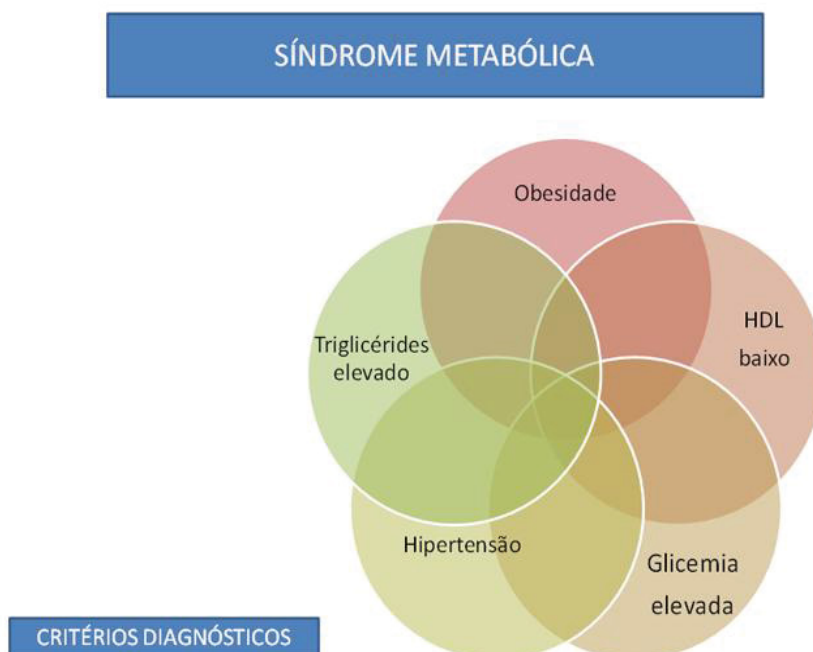 SÍNDROME METABÓLICA
Obesidade
HDL
baixo
Triglicérides
elevado
Hipertensão
Glicemia
elevada
CRITÉRIOS DIAGNÓSTICOS